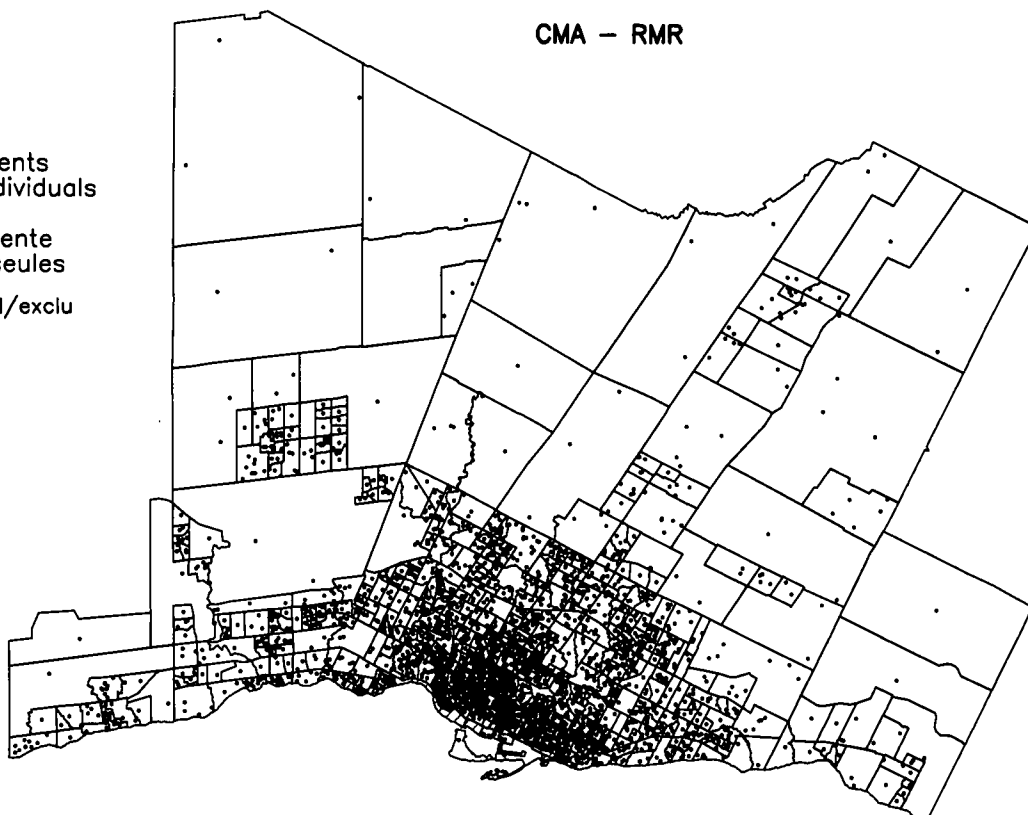 CMA – RMR
ents
dividuals
ente
seules
l/exclu